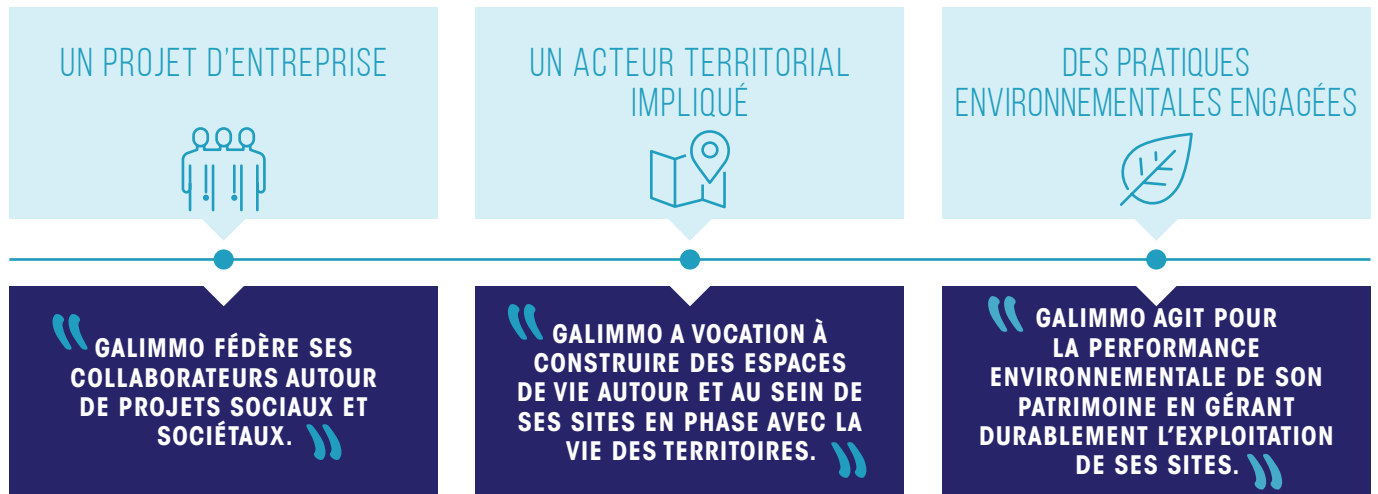 UN PROJET D'ENTREPRISE
UN ACTEUR TERRITORIAL
IMPLIQUÉ
DES PRATIQUES
ENVIRONNEMENTALES ENGAGÉES
“ GALIMMO FÉDÈRE SES
COLLABORATEURS AUTOUR
DE PROJETS SOCIAUX ET
SOCIÉTAUX. ”
“ GALIMMO A VOCATION À
CONSTRUIRE DES ESPACES
DE VIE AUTOUR ET AU SEIN DE
SES SITES EN PHASE AVEC LA
VIE DES TERRITOIRES. ”
“ GALIMMO AGIT POUR
LA PERFORMANCE
ENVIRONNEMENTALE DE SON
PATRIMOINE EN GÉRANT
DURABLEMENT L’EXPLOITATION
DE SES SITES. ”